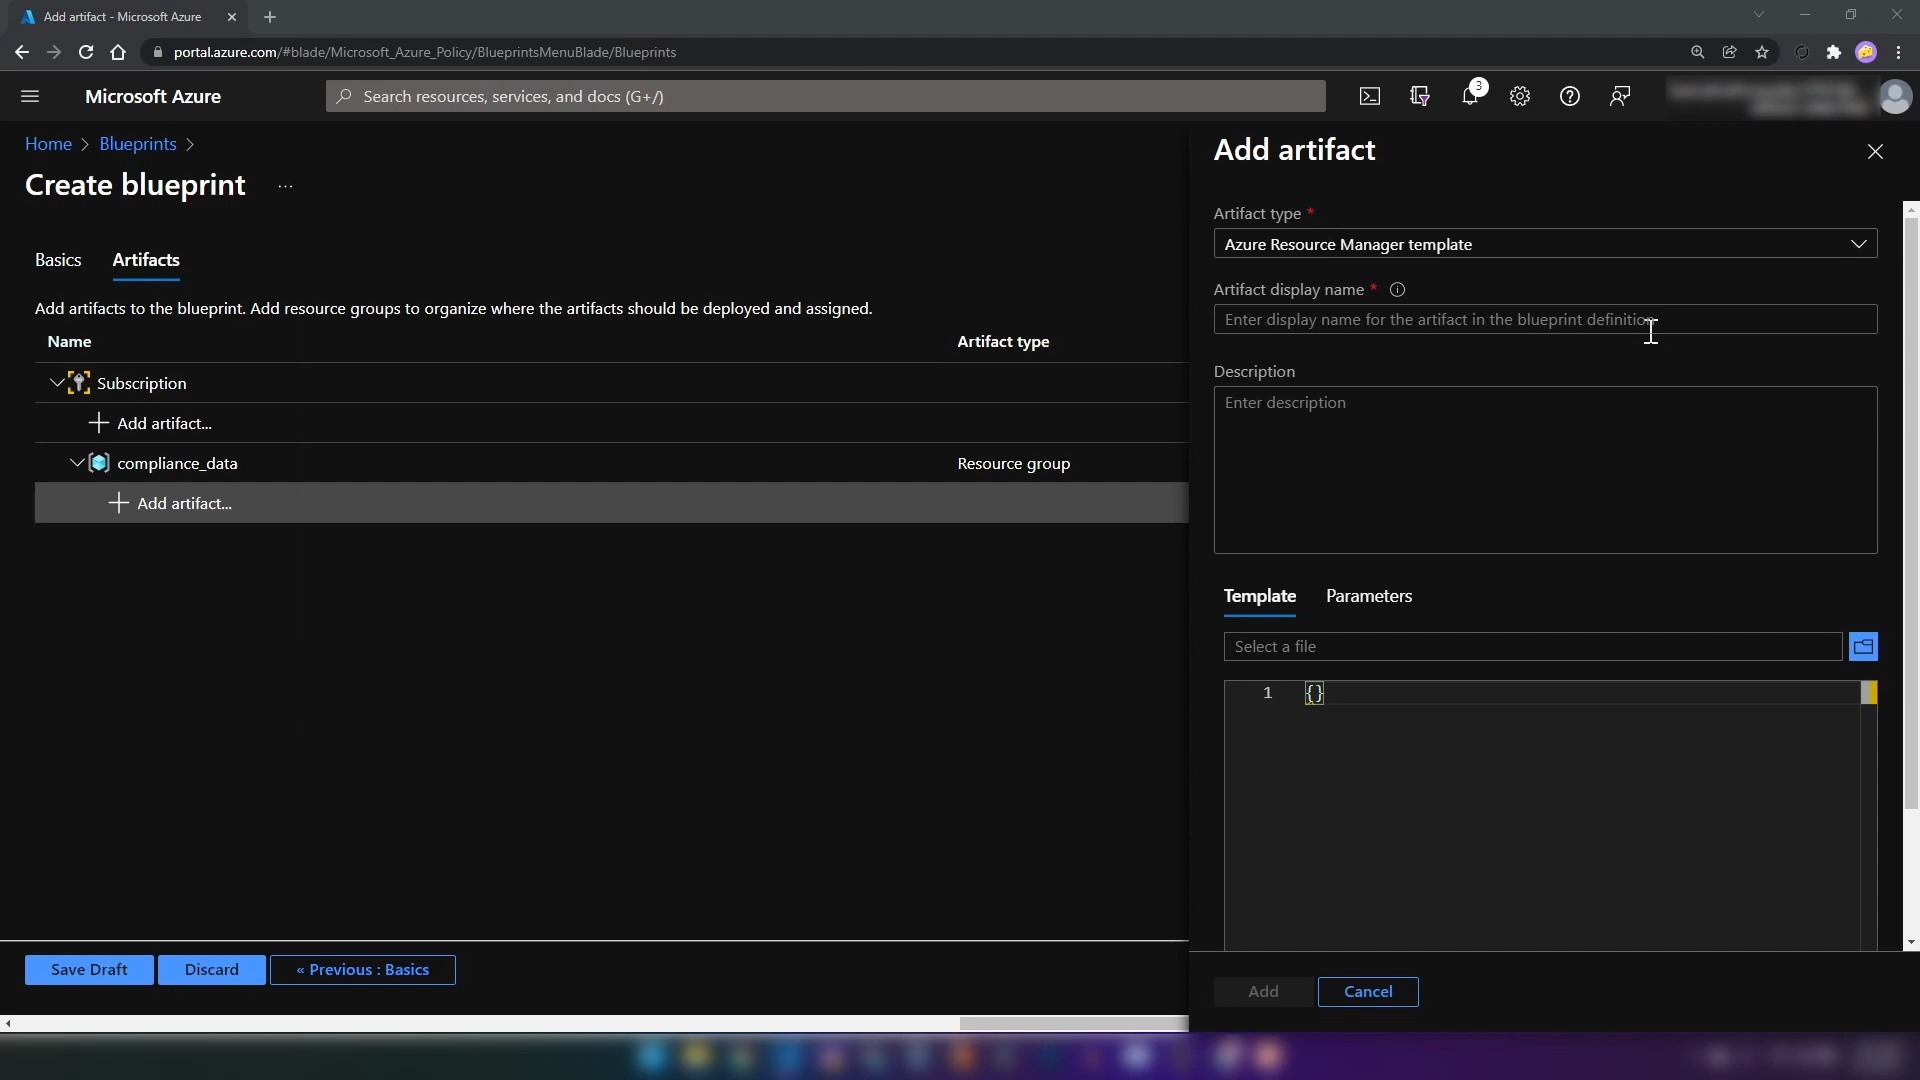 Add artifact - Microsoft Azure
portal.azure.com/#blade/Microsoft_Azure_Policy/BlueprintsMenuBlade/Blueprints
Microsoft Azure
Search resources, services, and docs (G+/)
3
Home > Blueprints >
Create blueprint ...
Basics
Artifacts
Add artifacts to the blueprint. Add resource groups to organize where the artifacts should be deployed and assigned.
Name
Artifact type
Subscription
Add artifact...
compliance_data
Resource group
Add artifact...
Save Draft
Discard
« Previous : Basics
Add artifact
Artifact type *
Azure Resource Manager template
Artifact display name *
Enter display name for the artifact in the blueprint definition
Description
Enter description
Template
Parameters
Select a file
1 {}
Add
Cancel